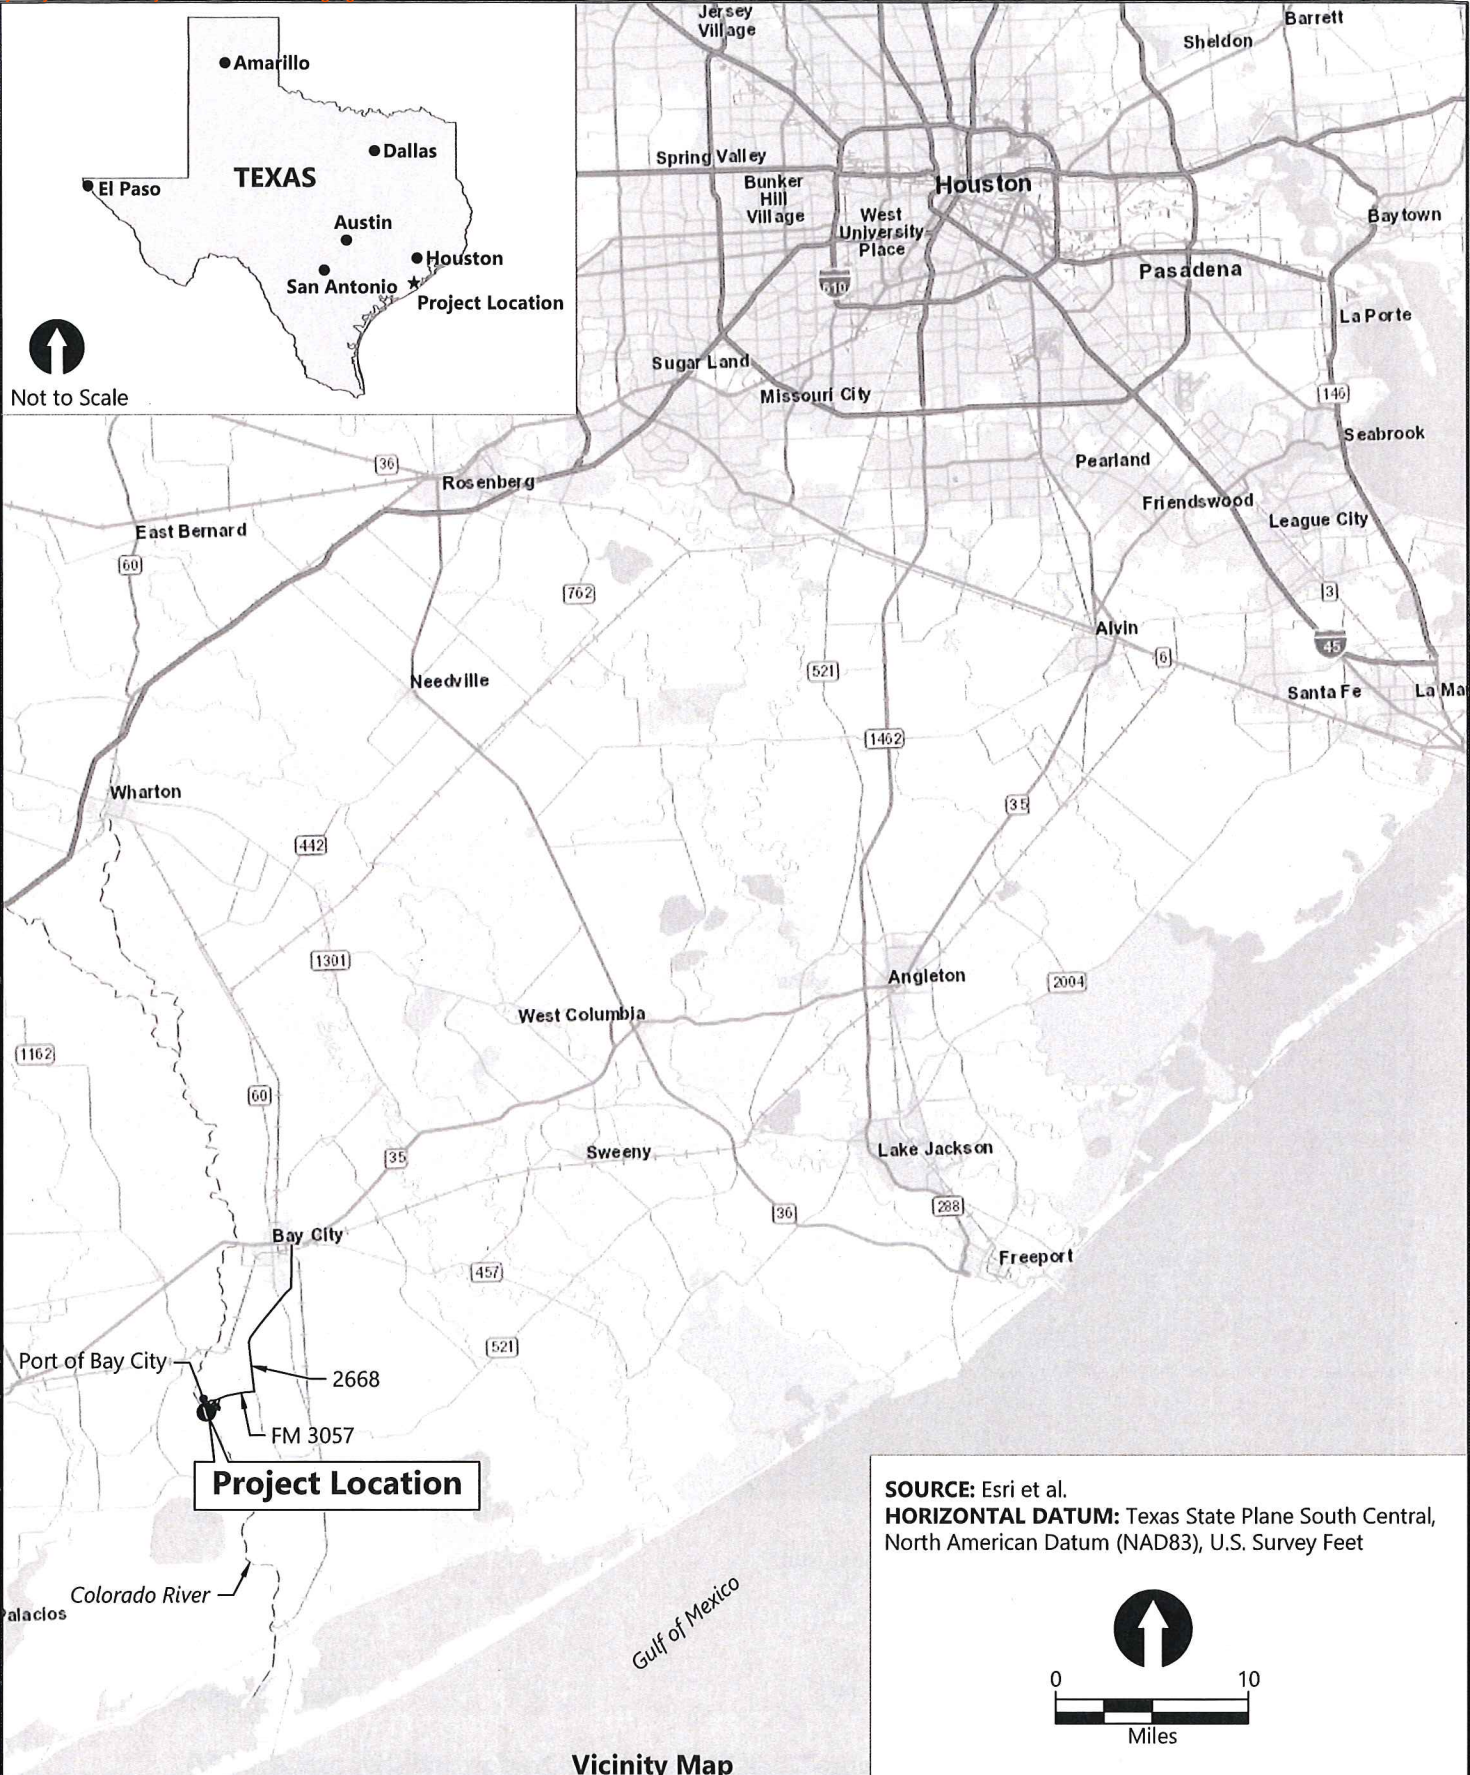 Amarillo
Dallas
TEXAS
El Paso
Austin
Houston
San Antonio
Project Location
Not to Scale
Jersey
Village
Barrett
Sheldon
Spring Valley
Bunker
Hill
Village
Houston
West
University
Place
Baytown
610
Pasadena
La Porte
Sugar Land
Missouri City
146
Seabrook
36
Rosenberg
Pearland
Friendswood
League City
East Bernard
60
762
3
Alvin
45
6
521
Needville
Santa Fe
La Ma
1462
Wharton
35
442
1301
Angleton
2004
West Columbia
1162
60
35
Sweeny
Lake Jackson
36
288
Bay City
Freeport
457
521
Port of Bay City
2668
FM 3057
Project Location
Colorado River
alacios
Gulf of Mexico
SOURCE: Esri et al.
HORIZONTAL DATUM: Texas State Plane South Central,
North American Datum (NAD83), U.S. Survey Feet
0 10
Miles
Vicinity Map